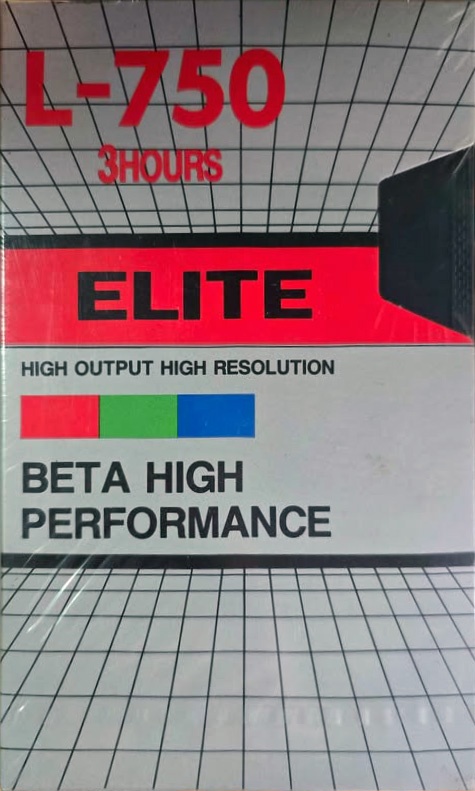 L-750
3HOURS
ELITE
HIGH OUTPUT HIGH RESOLUTION
BETA HIGH
PERFORMANCE